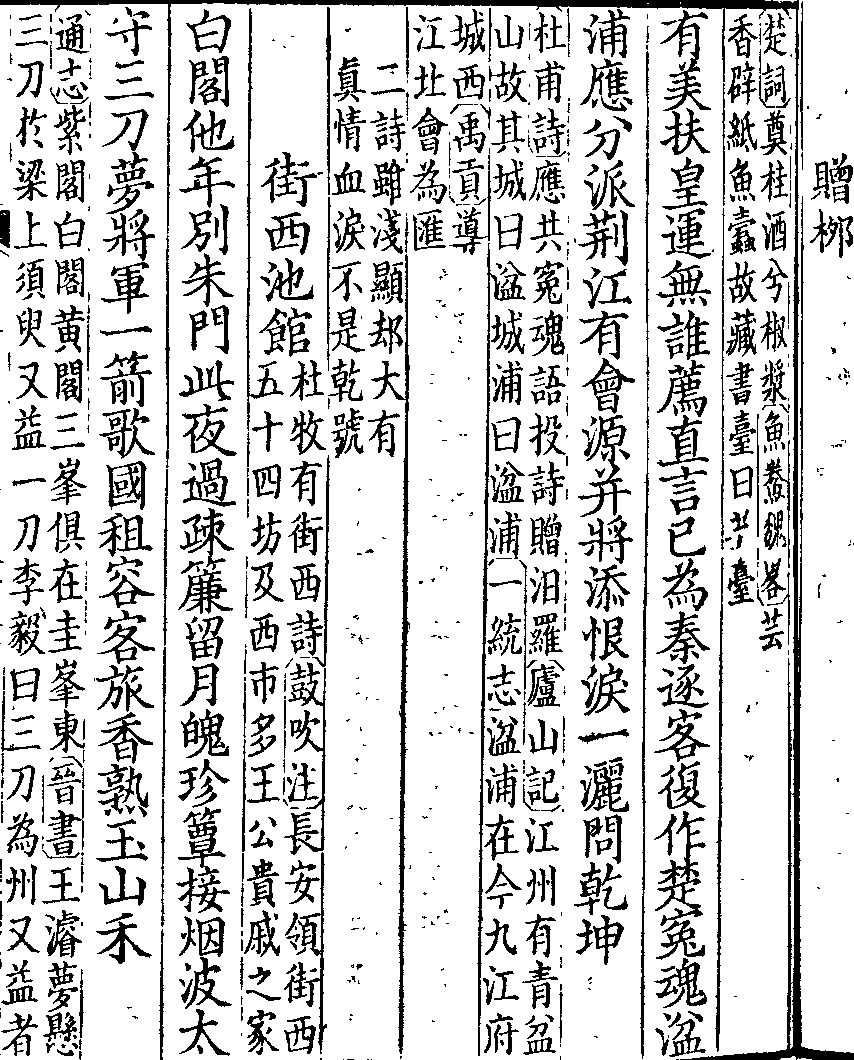 贈柳
楚詞奠桂酒兮椒漿魚豢魏畧芸
香辟紙魚蠹故藏書臺曰芸臺
有美扶皇運無誰薦直言已為秦逐客復作楚寃魂湓
浦應分派荆江有會源并將添恨淚一灑問乾坤
杜甫詩應共寃魂語投詩贈汨羅廬山記江州有青盆
山故其城曰湓城浦曰湓浦一統志湓浦在今九江府
城西禹貢導
江北會為匯
二詩雖淺顯却大有
眞情血淚不是乾號
街西池館
杜牧有街西詩鼓吹注長安領街西
五十四坊及西市多王公貴戚之家
白閣他年別朱門此夜過疎簾留月魄珍簟接烟波太
守三刀夢將軍一箭歌國租容客旅香熟玉山禾
通志紫閣白閣黄閣三峯俱在圭峯東晉書王濬夢懸
三刀於梁上須臾又益一刀李毅曰三刀為州又益者